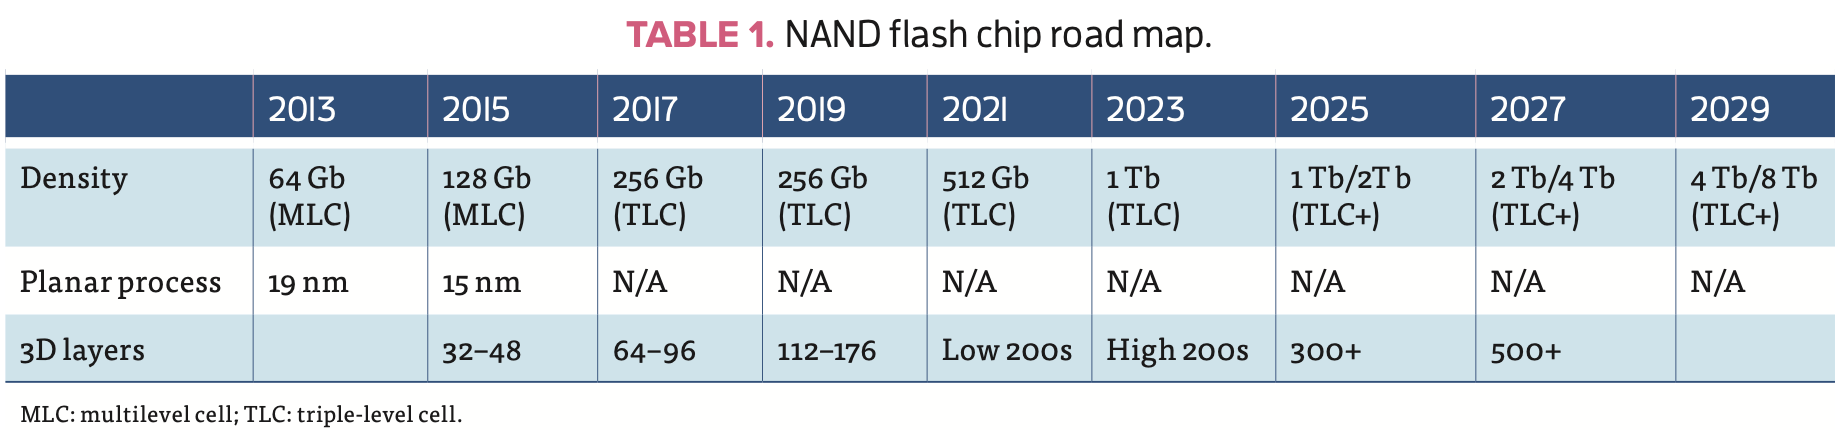 TABLE 1. NAND flash chip road map.
2013 2015 2017 2019 2021 2023 2025 2027 2029
Density 64 Gb 128 Gb 256 Gb 256 Gb 512 Gb 1 Tb 1 Tb/2T b 2 Tb/4 Tb 4 Tb/8 Tb
(MLC) (MLC) (TLC) (TLC) (TLC) (TLC) (TLC+) (TLC+) (TLC+)
Planar process 19 nm 15 nm N/A N/A N/A N/A N/A N/A N/A
3D layers 32–48 64–96 112–176 Low 200s High 200s 300+ 500+
MLC: multilevel cell; TLC: triple-level cell.